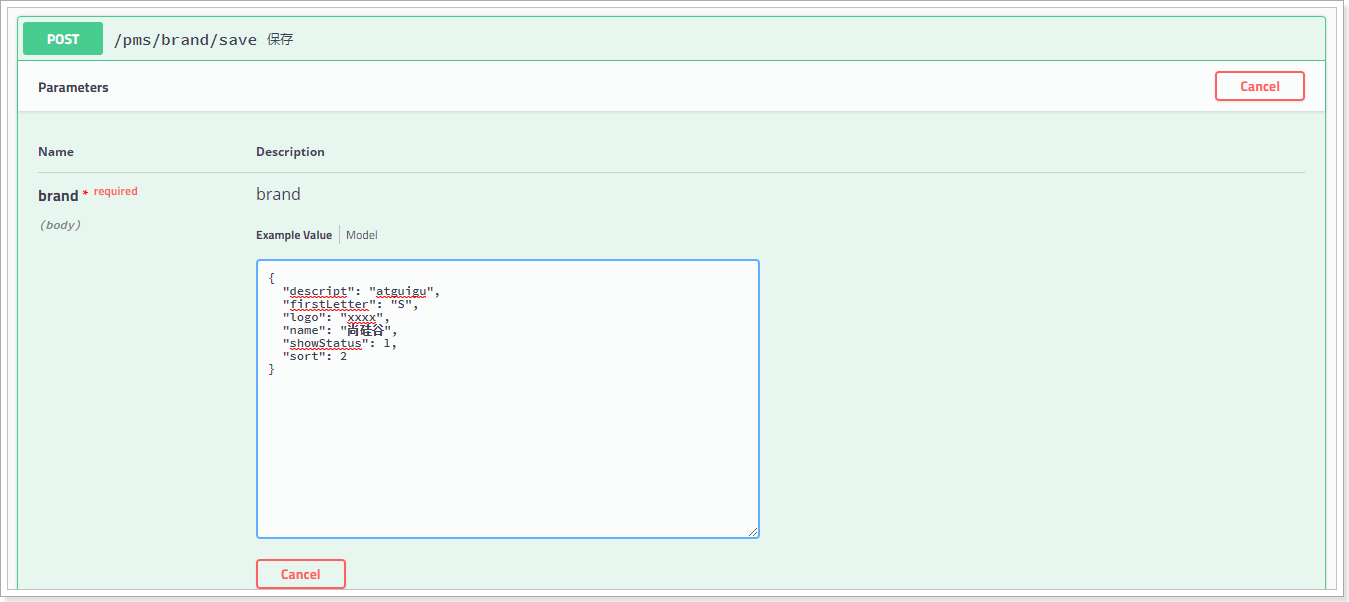 POST /pms/brand/save 保存
Parameters Cancel
Name Description
brand * required brand
(body)
Example Value Model
{
"descript": "atguigu",
"firstLetter": "S",
"logo": "xxxx",
"name": "尚硅谷",
"showStatus": 1,
"sort": 2
}
Cancel